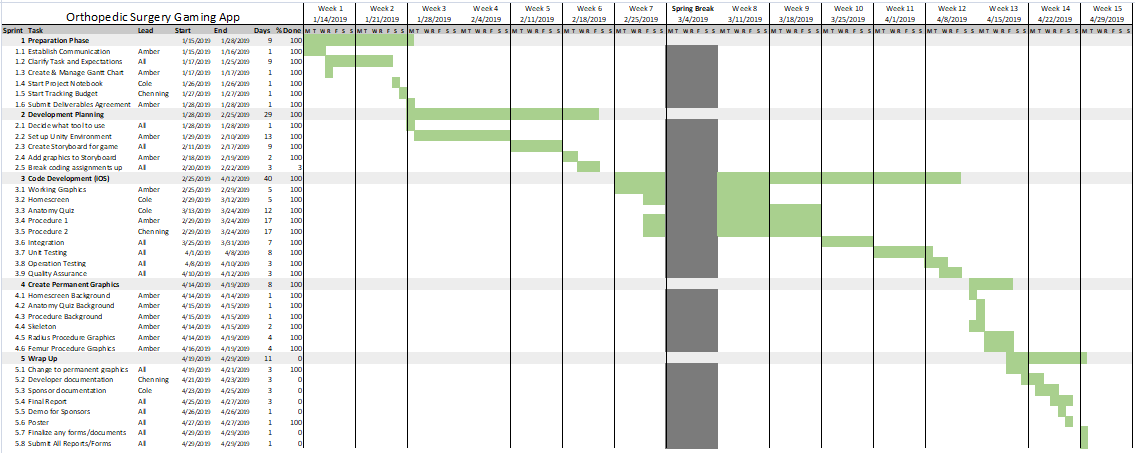 Orthopedic Surgery Gaming App
Week 1 Week 2 Week 3 Week 4 Week 5 Week 6 Week 7 Spring Break Week 8 Week 9 Week 10 Week 11 Week 12 Week 13 Week 14 Week 15
1/14/2019 1/21/2019 1/28/2019 2/4/2019 2/11/2019 2/18/2019 2/25/2019 3/4/2019 3/11/2019 3/18/2019 3/25/2019 4/1/2019 4/8/2019 4/15/2019 4/22/2019 4/29/2019
Sprint Task Lead Start End Days %Done M T W R F S S M T W R F S S M T W R F S S M T W R F S S M T W R F S S M T W R F S S M T W R F S S M T W R F S S M T W R F S S M T W R F S S M T W R F S S M T W R F S S M T W R F S S M T W R F S S M T W R F S S M T W R F S S
1 Preparation Phase 1/15/2019 1/28/2019 9 100
1.1 Establish Communication Amber 1/15/2019 1/16/2019 1 100
1.2 Clarify Task and Expectations All 1/17/2019 1/25/2019 9 100
1.3 Create & Manage Gantt Chart Amber 1/17/2019 1/17/2019 1 100
1.4 Start Project Notebook Cole 1/26/2019 1/26/2019 1 100
1.5 Start Tracking Budget Chenning 1/27/2019 1/27/2019 1 100
1.6 Submit Deliverables Agreement Amber 1/28/2019 1/28/2019 1 100
2 Development Planning 1/28/2019 2/25/2019 29 100
2.1 Decide what tool to use All 1/28/2019 1/28/2019 1 100
2.2 Set up Unity Environment Amber 1/29/2019 2/10/2019 13 100
2.3 Create Storyboard for game All 2/11/2019 2/17/2019 9 100
2.4 Add graphics to Storyboard Amber 2/18/2019 2/19/2019 2 100
2.5 Break coding assignments up All 2/20/2019 2/22/2019 3 3
3 Code Development (iOS) 2/25/2019 4/12/2019 40 100
3.1 Working Graphics Amber 2/25/2019 2/29/2019 5 100
3.2 Homescreen Cole 2/29/2019 3/12/2019 5 100
3.3 Anatomy Quiz Cole 3/13/2019 3/24/2019 12 100
3.4 Procedure 1 Amber 2/29/2019 3/24/2019 17 100
3.5 Procedure 2 Chenning 2/29/2019 3/24/2019 17 100
3.6 Integration All 3/25/2019 3/31/2019 7 100
3.7 Unit Testing All 4/1/2019 4/8/2019 8 100
3.8 Operation Testing All 4/8/2019 4/10/2019 3 100
3.9 Quality Assurance All 4/10/2019 4/12/2019 3 100
4 Create Permanent Graphics 4/14/2019 4/19/2019 8 100
4.1 Homescreen Background Amber 4/14/2019 4/14/2019 1 100
4.2 Anatomy Quiz Background Amber 4/15/2019 4/15/2019 1 100
4.3 Procedure Background Amber 4/15/2019 4/15/2019 1 100
4.4 Skeleton Amber 4/14/2019 4/15/2019 2 100
4.5 Radius Procedure Graphics Amber 4/16/2019 4/19/2019 4 100
4.6 Femur Procedure Graphics Amber 4/16/2019 4/19/2019 4 100
5 Wrap Up 4/19/2019 4/29/2019 11 0
5.1 Change to permanent graphics All 4/19/2019 4/21/2019 3 100
5.2 Developer documentation Chenning 4/21/2019 4/23/2019 3 0
5.3 Sponsor documentation Cole 4/23/2019 4/25/2019 3 0
5.4 Final Report All 4/25/2019 4/27/2019 3 0
5.5 Demo for Sponsors All 4/26/2019 4/26/2019 1 0
5.6 Poster All 4/27/2019 4/27/2019 1 100
5.7 Finalize any forms/documents All 4/29/2019 4/29/2019 1 0
5.8 Submit All Reports/Forms All 4/29/2019 4/29/2019 1 0